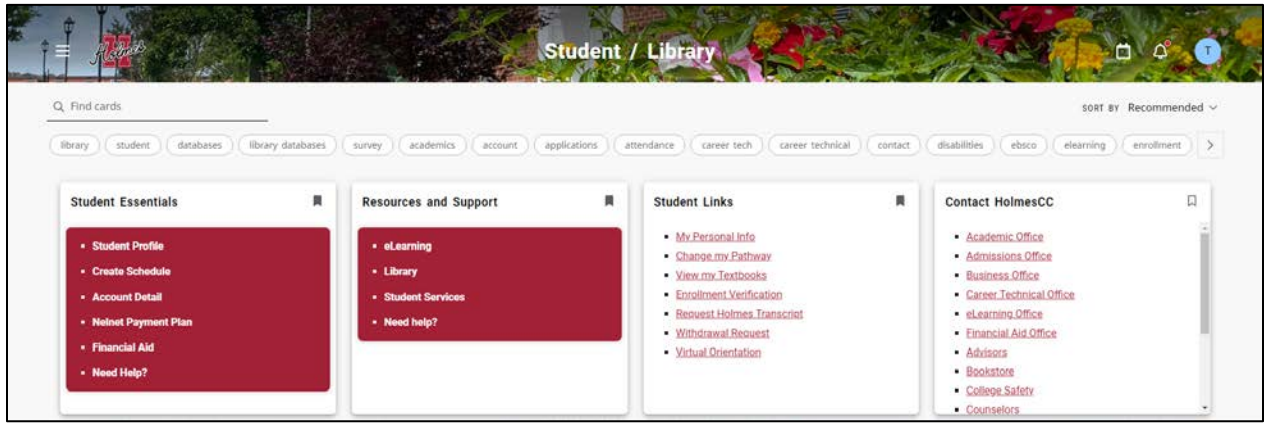 H
Holmes
Student / Library
T
Find cards
SORT BY Recommended
library student databases library databases survey academics account applications attendance career tech career technical contact disabilities ebsco elearning enrollment
Student Essentials
Student Profile
Create Schedule
Account Detail
Nelnet Payment Plan
Financial Aid
Need Help?
Resources and Support
eLearning
Library
Student Services
Need help?
Student Links
My Personal Info
Change my Pathway
View my Textbooks
Enrollment Verification
Request Holmes Transcript
Withdrawal Request
Virtual Orientation
Contact HolmesCC
Academic Office
Admissions Office
Business Office
Career Technical Office
eLearning Office
Financial Aid Office
Advisors
Bookstore
College Safety
Counselors